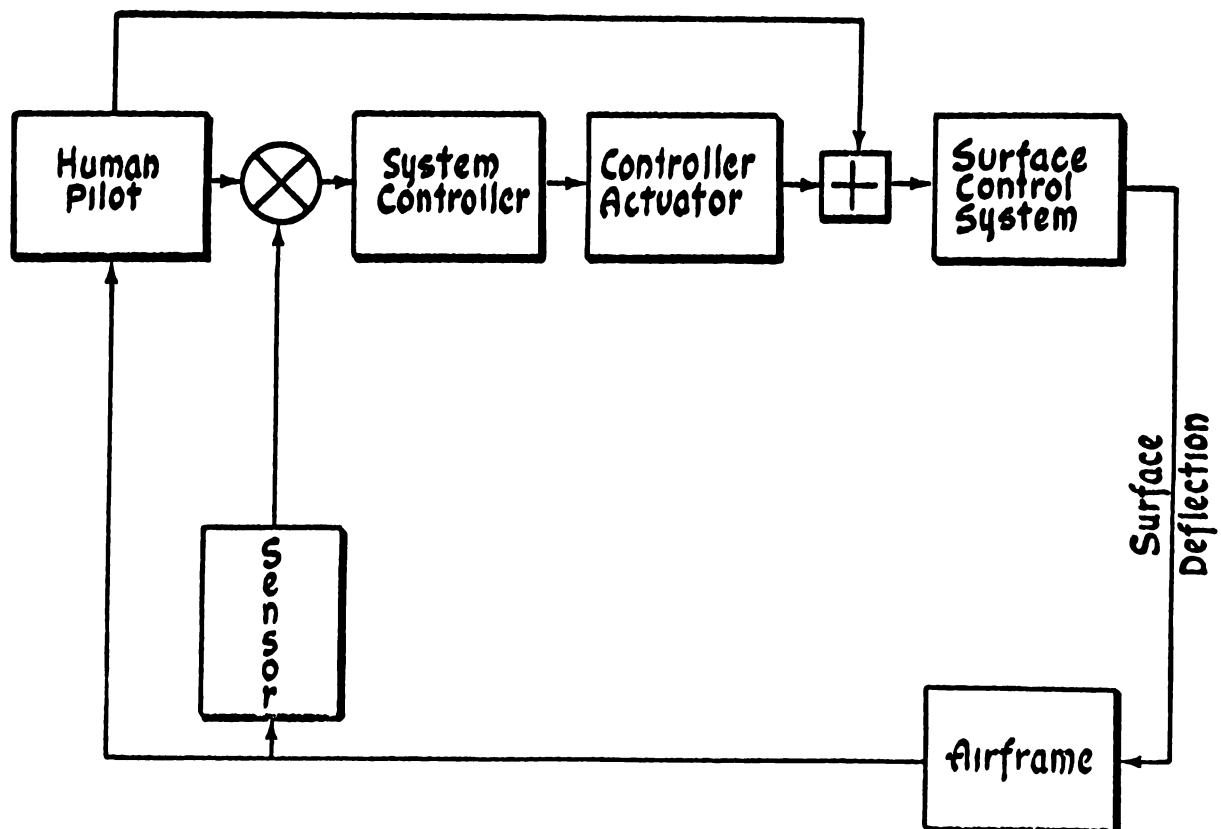 Human
Pilot
System
Controller
Controller
Actuator
Surface
Control
System
Surface
Deflection
Sensor
Airframe